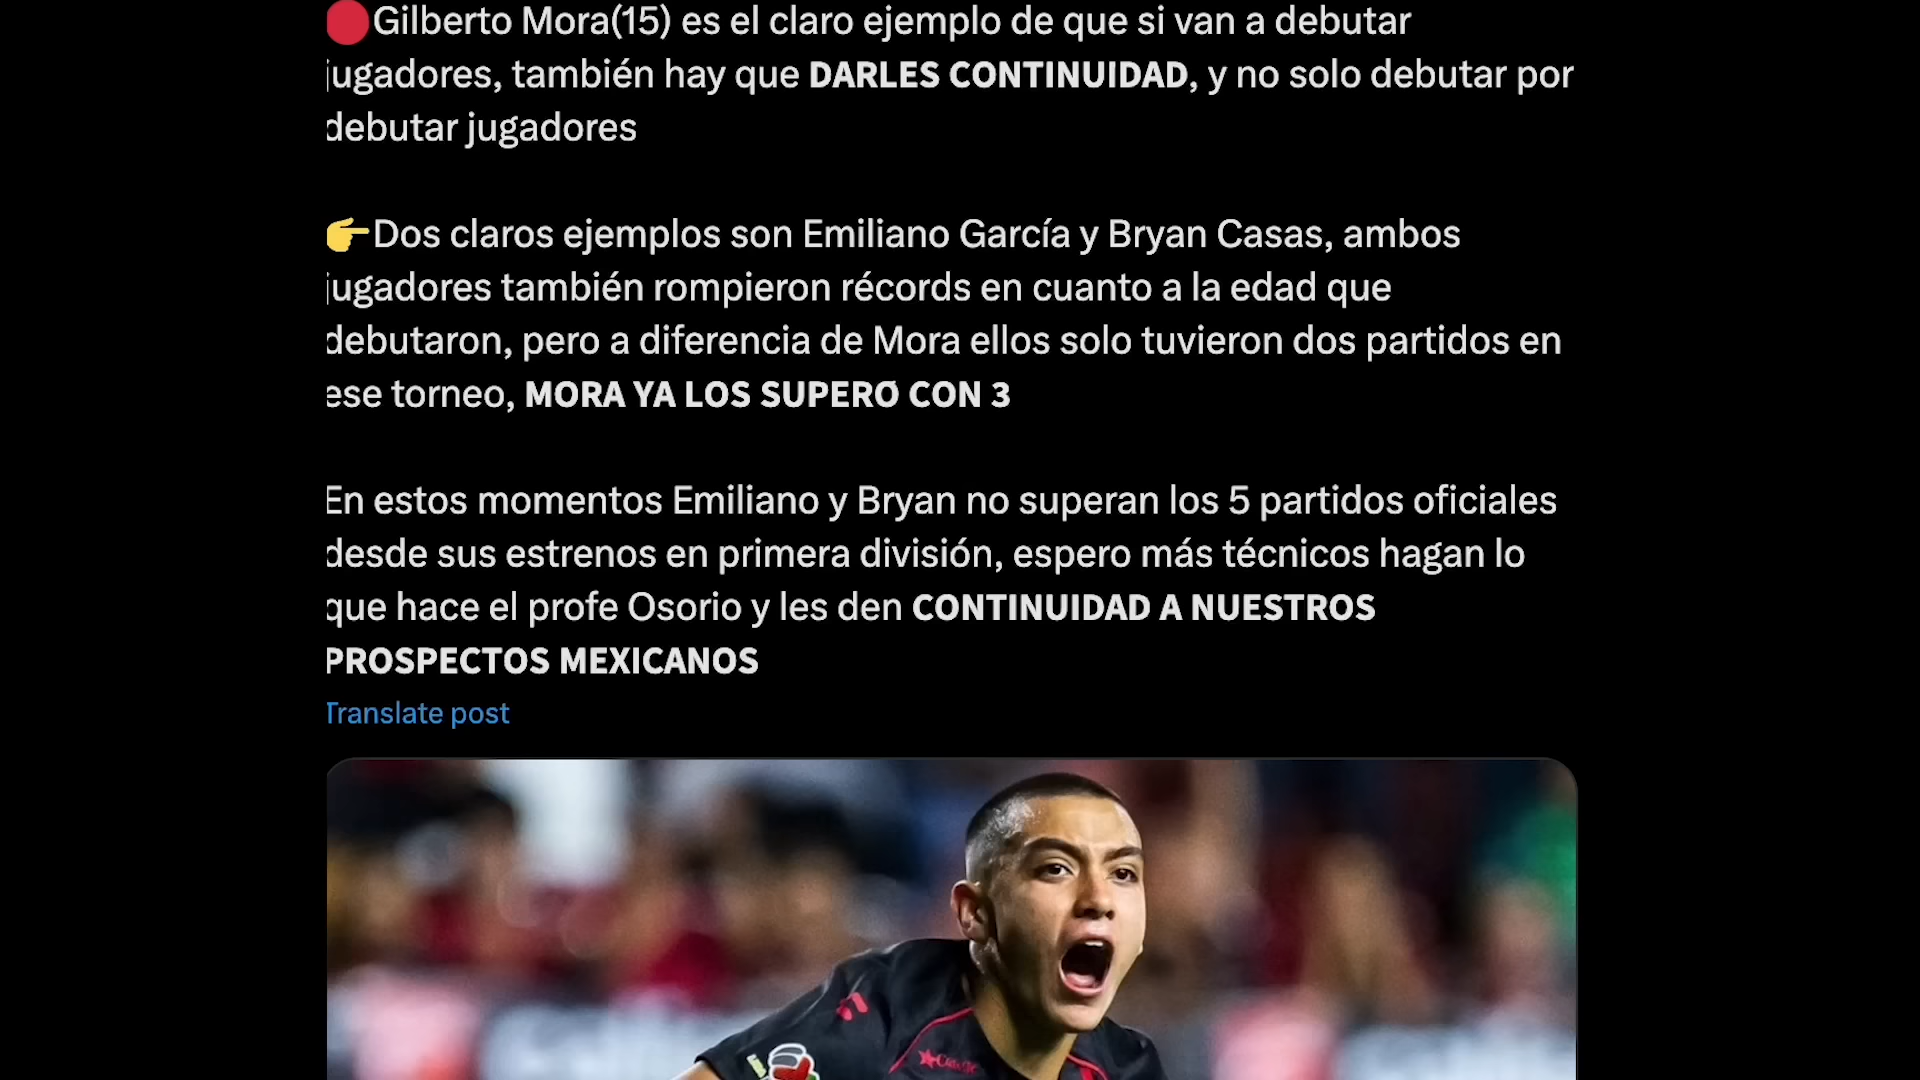 Gilberto Mora(15) es el claro ejemplo de que si van a debutar
jugadores, también hay que DARLES CONTINUIDAD, y no solo debutar por
debutar jugadores
Dos claros ejemplos son Emiliano García y Bryan Casas, ambos
jugadores también rompieron récords en cuanto a la edad que
debutaron, pero a diferencia de Mora ellos solo tuvieron dos partidos en
ese torneo, MORA YA LOS SUPERÓ CON 3
En estos momentos Emiliano y Bryan no superan los 5 partidos oficiales
desde sus estrenos en primera división, espero más técnicos hagan lo
que hace el profe Osorio y les den CONTINUIDAD A NUESTROS
PROSPECTOS MEXICANOS
Translate post